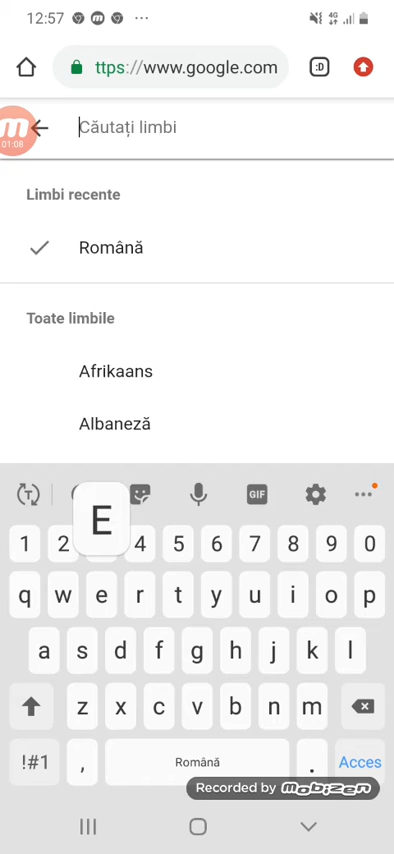 12:57
4G
ttps://www.google.com
:D
01:08
Căutați limbi
Limbi recente
Română
Toate limbile
Afrikaans
Albaneză
GIF
E
1 2 4 5 6 7 8 9 0
q w e r t y u i o p
a s d f g h j k l
z x c v b n m
!#1 , Română . Acces
Recorded by mobizen